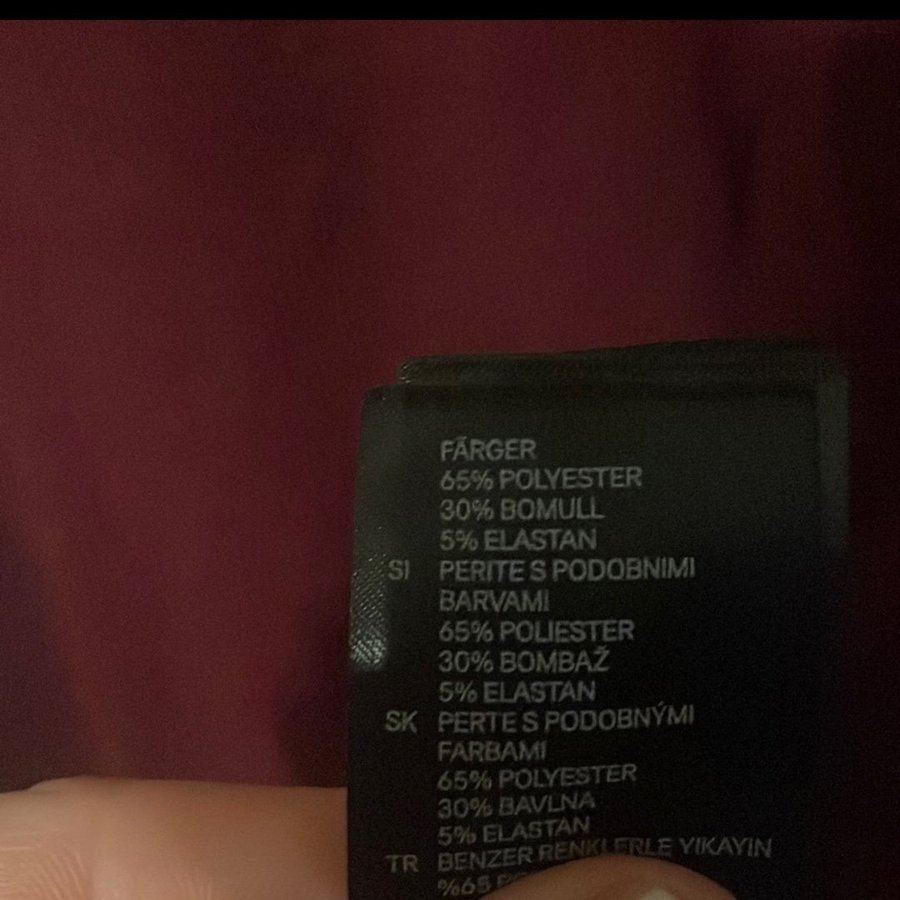 FÄRGER
65% POLYESTER
30% BOMULL
5% ELASTAN
SI PERITE S PODOBNIMI
BARVAMI
65% POLIESTER
30% BOMBAŽ
5% ELASTAN
SK PERTE S PODOBNÝMI
FARBAMI
65% POLYESTER
30% BAVLNA
5% ELASTAN
TR BENZER RENKLERLE YIKAYIN
%65